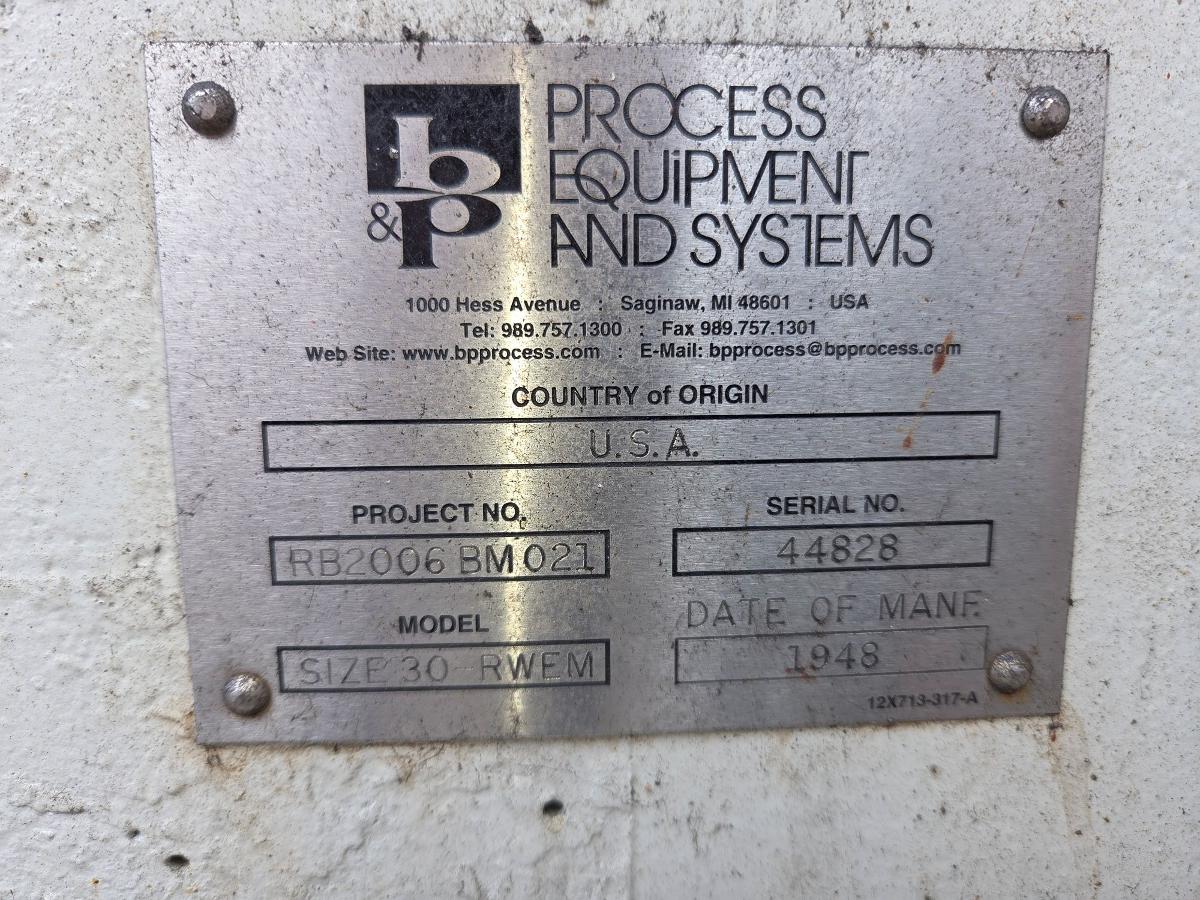 b&p
PROCESS
EQUiPMENT
AND SYSTEMS
1000 Hess Avenue : Saginaw, MI 48601 : USA
Tel: 989.757.1300 : Fax 989.757.1301
Web Site: www.bpprocess.com : E-Mail: bpprocess@bpprocess.com
COUNTRY of ORIGIN
U.S.A.
PROJECT NO. SERIAL NO.
RB2006 BM021 44828
MODEL DATE OF MANF.
SIZE 30-RWEM 1948
12X713-317-A